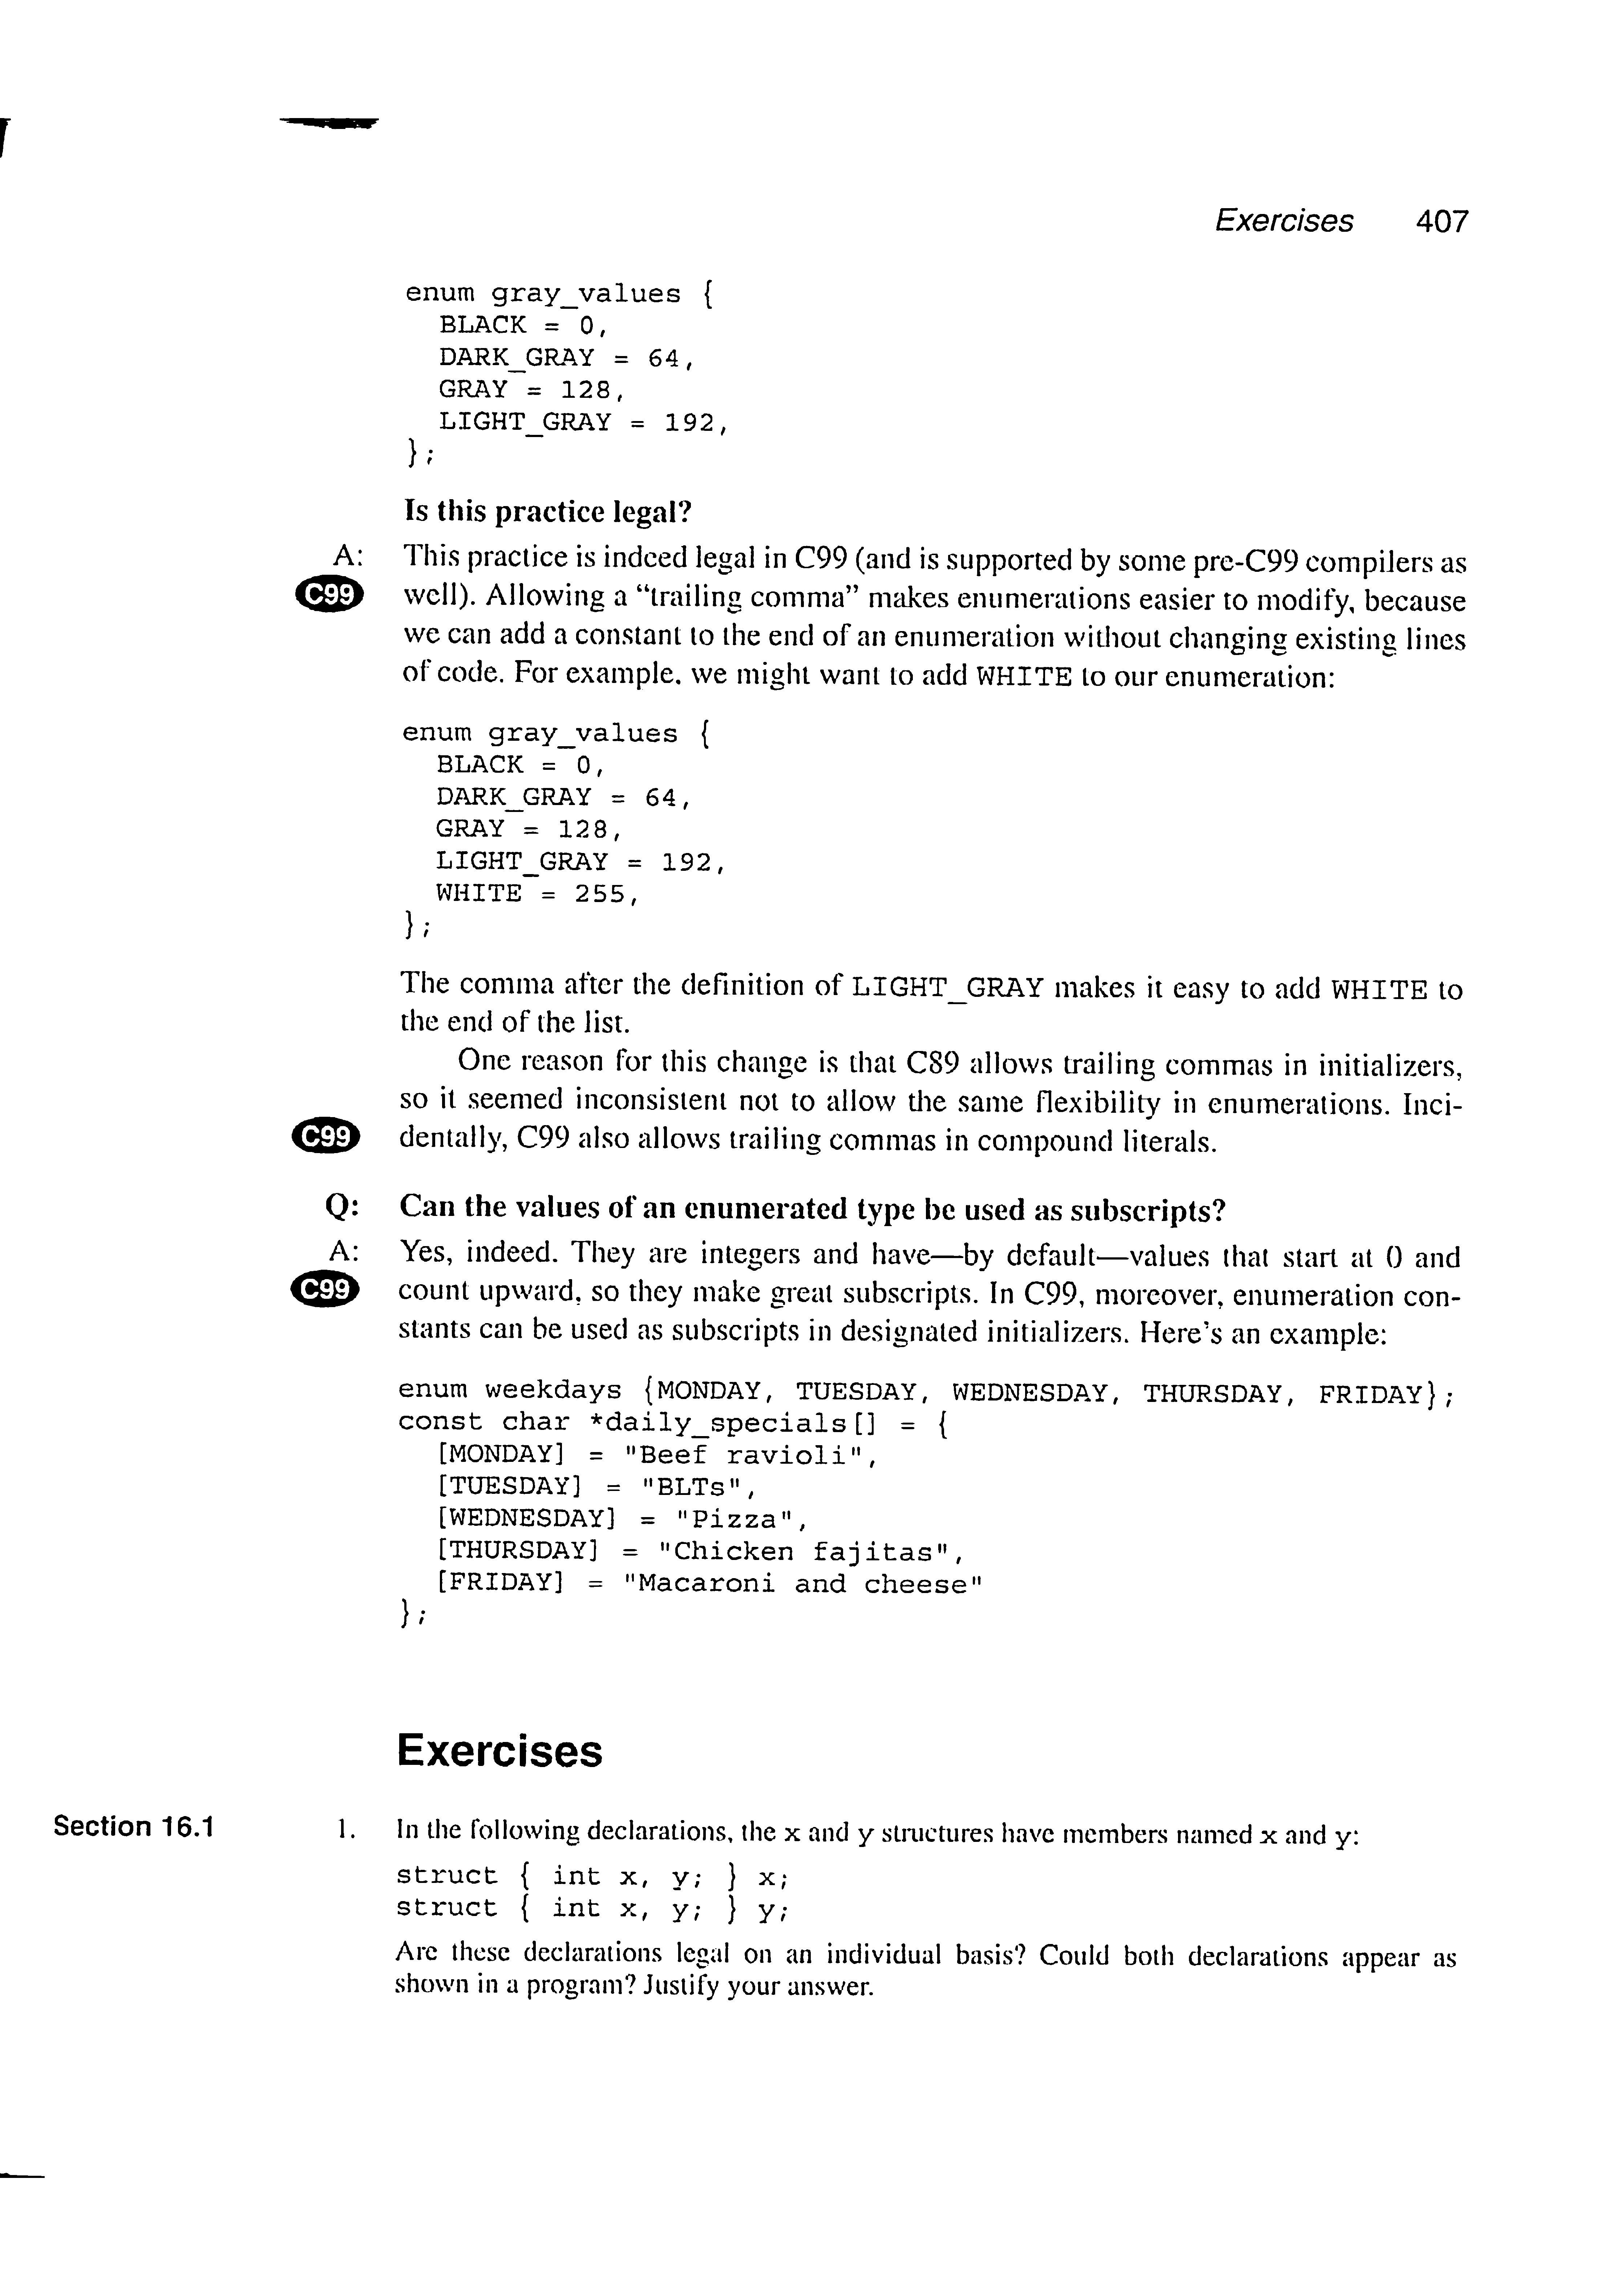 Exercises 407
enum gray_values {
BLACK = 0,
DARK_GRAY = 64,
GRAY = 128,
LIGHT_GRAY = 192,
};
Is this practice legal?
A: This practice is indeed legal in C99 (and is supported by some pre-C99 compilers as
C99 well). Allowing a “trailing comma” makes enumerations easier to modify, because
we can add a constant to the end of an enumeration without changing existing lines
of code. For example, we might want to add WHITE to our enumeration:
enum gray_values {
BLACK = 0,
DARK_GRAY = 64,
GRAY = 128,
LIGHT_GRAY = 192,
WHITE = 255,
};
The comma after the definition of LIGHT_GRAY makes it easy to add WHITE to
the end of the list.
One reason for this change is that C89 allows trailing commas in initializers,
so it seemed inconsistent not to allow the same flexibility in enumerations. Inci-
C99 dentally, C99 also allows trailing commas in compound literals.
Q: Can the values of an enumerated type be used as subscripts?
A: Yes, indeed. They are integers and have—by default—values that start at 0 and
C99 count upward, so they make great subscripts. In C99, moreover, enumeration con-
stants can be used as subscripts in designated initializers. Here's an example:
enum weekdays {MONDAY, TUESDAY, WEDNESDAY, THURSDAY, FRIDAY};
const char *daily_specials[] = {
[MONDAY] = "Beef ravioli",
[TUESDAY] = "BLTs",
[WEDNESDAY] = "Pizza",
[THURSDAY] = "Chicken fajitas",
[FRIDAY] = "Macaroni and cheese"
};
Exercises
Section 16.1 1. In the following declarations, the x and y structures have members named x and y:
struct { int x, y; } x;
struct { int x, y; } y;
Are these declarations legal on an individual basis? Could both declarations appear as
shown in a program? Justify your answer.